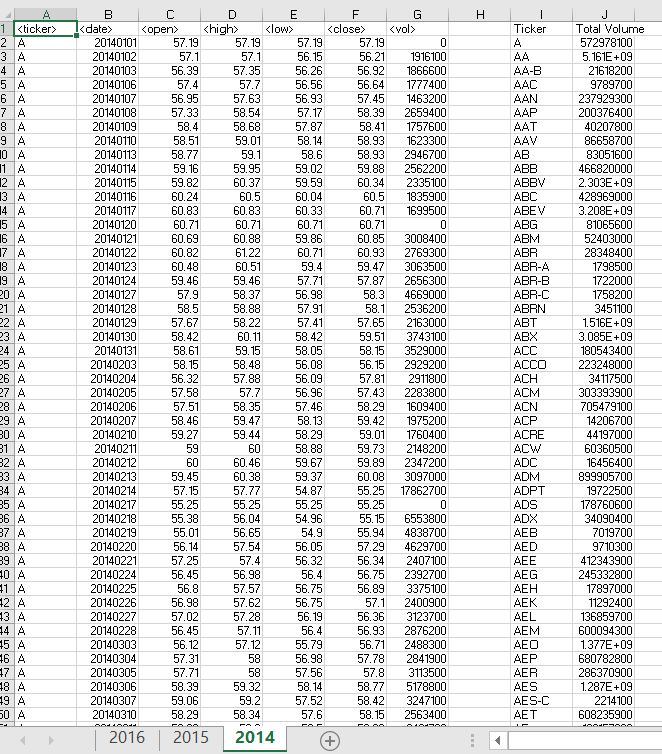 A B C D E F G H I J
1 <ticker> <date> <open> <high> <low> <close> <vol> Ticker Total Volume
2 A 20140101 57.19 57.19 57.19 57.19 0 A 572978100
3 A 20140102 57.1 57.1 56.15 56.21 1916100 AA 5.161E+09
4 A 20140103 56.39 57.35 56.26 56.92 1866600 AA-B 21618200
5 A 20140106 57.4 57.7 56.56 56.64 1777400 AAC 9789700
6 A 20140107 56.95 57.63 56.93 57.45 1463200 AAN 237929300
7 A 20140108 57.33 58.54 57.17 58.39 2659400 AAP 200376400
8 A 20140109 58.4 58.68 57.87 58.41 1757600 AAT 40207800
9 A 20140110 58.51 59.01 58.14 58.93 1623300 AAV 86658700
10 A 20140113 58.77 59.1 58.6 58.93 2946700 AB 83051600
11 A 20140114 59.16 59.95 59.02 59.88 2562200 ABB 466820000
12 A 20140115 59.82 60.37 59.59 60.34 2335100 ABBV 2.303E+09
13 A 20140116 60.24 60.5 60.04 60.5 1835900 ABC 428969000
14 A 20140117 60.83 60.83 60.33 60.71 1699500 ABEV 3.208E+09
15 A 20140120 60.71 60.71 60.71 60.71 0 ABG 81065600
16 A 20140121 60.69 60.88 59.86 60.85 3008400 ABM 52403000
17 A 20140122 60.82 61.22 60.71 60.93 2769300 ABR 28348400
18 A 20140123 60.48 60.51 59.4 59.47 3063500 ABR-A 1798500
19 A 20140124 59.46 59.46 57.71 57.87 2656300 ABR-B 1722000
20 A 20140127 57.9 58.37 56.98 58.3 4669000 ABR-C 1758200
21 A 20140128 58.5 58.88 57.91 58.1 2536200 ABRN 3451100
22 A 20140129 57.67 58.22 57.41 57.65 2163000 ABT 1.516E+09
23 A 20140130 58.42 60.11 58.42 59.51 3743100 ABX 3.085E+09
24 A 20140131 58.61 59.15 58.05 58.15 3529000 ACC 180543400
25 A 20140203 58.15 58.48 56.08 56.15 2929200 ACCO 223248000
26 A 20140204 56.32 57.88 56.09 57.81 2911800 ACH 34117500
27 A 20140205 57.58 57.7 56.96 57.43 2283800 ACM 303393900
28 A 20140206 57.51 58.35 57.46 58.29 1609400 ACN 705479100
29 A 20140207 58.46 59.47 58.13 59.42 1975200 ACP 14206700
30 A 20140210 59.27 59.44 58.29 59.01 1760400 ACRE 44197000
31 A 20140211 59 60 58.88 59.73 2148200 ACW 60360500
32 A 20140212 60 60.46 59.67 59.89 2347200 ADC 16456400
33 A 20140213 59.45 60.38 59.37 60.08 3097000 ADM 899905700
34 A 20140214 57.15 57.77 54.87 55.25 17862700 ADPT 19722500
35 A 20140217 55.25 55.25 55.25 55.25 0 ADS 178760600
36 A 20140218 55.38 56.04 54.96 55.15 6553800 ADX 34090400
37 A 20140219 55.01 56.65 54.9 55.94 4838700 AEB 7019700
38 A 20140220 56.14 57.54 56.05 57.29 4629700 AED 9710300
39 A 20140221 57.25 57.4 56.32 56.34 2407100 AEE 412343900
40 A 20140224 56.45 56.98 56.4 56.75 2392700 AEG 245332800
41 A 20140225 56.8 57.57 56.75 56.89 3375100 AEH 17897000
42 A 20140226 56.98 57.62 56.75 57.1 2400900 AEK 11292400
43 A 20140227 57.02 57.28 56.19 56.36 3123700 AEL 136859700
44 A 20140228 56.45 57.11 56.4 56.93 2876200 AEM 600094300
45 A 20140303 56.12 57.12 55.79 56.71 2488300 AEO 1.377E+09
46 A 20140304 57.31 58 56.98 57.78 2841900 AEP 680782800
47 A 20140305 57.71 58 57.56 57.8 3113500 AER 286370900
48 A 20140306 58.39 59.32 58.14 58.77 5178800 AES 1.287E+09
49 A 20140307 59.06 59.2 57.52 58.42 3247100 AES-C 2214100
50 A 20140310 58.29 58.34 57.6 58.15 2563400 AET 608235900
2016 2015 2014